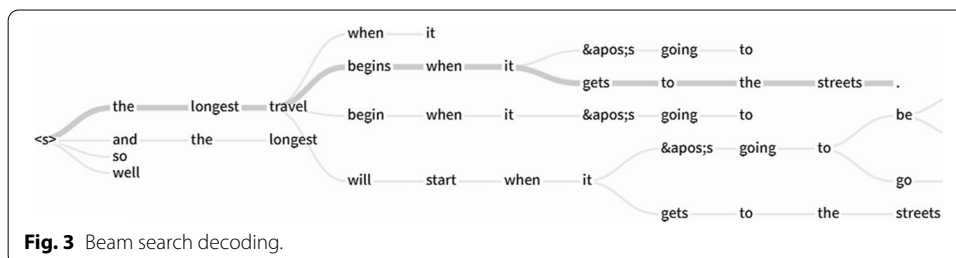 when it
&apos;s going to
begins when it
gets to the streets .
the longest travel
begin when it &apos;s going to be
<s> and the longest
&apos;s going to
so
well
will start when it go
gets to the streets
Fig. 3 Beam search decoding.